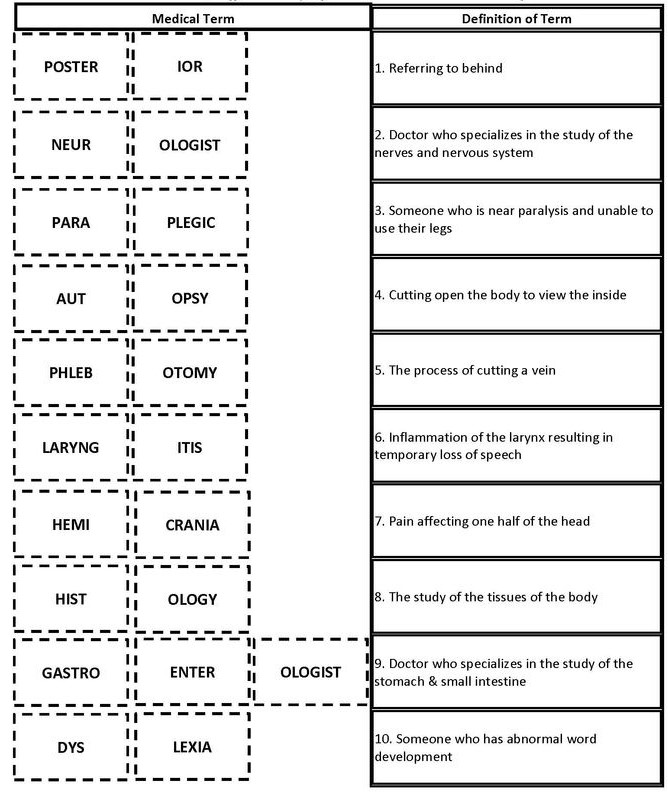 Medical Term Definition of Term
POSTER IOR 1. Referring to behind
NEUR OLOGIST 2. Doctor who specializes in the study of the
nerves and nervous system
PARA PLEGIC 3. Someone who is near paralysis and unable to
use their legs
AUT OPSY 4. Cutting open the body to view the inside
PHLEB OTOMY 5. The process of cutting a vein
LARYNG ITIS 6. Inflammation of the larynx resulting in
temporary loss of speech
HEMI CRANIA 7. Pain affecting one half of the head
HIST OLOGY 8. The study of the tissues of the body
GASTRO ENTER OLOGIST 9. Doctor who specializes in the study of the
stomach & small intestine
DYS LEXIA 10. Someone who has abnormal word
development